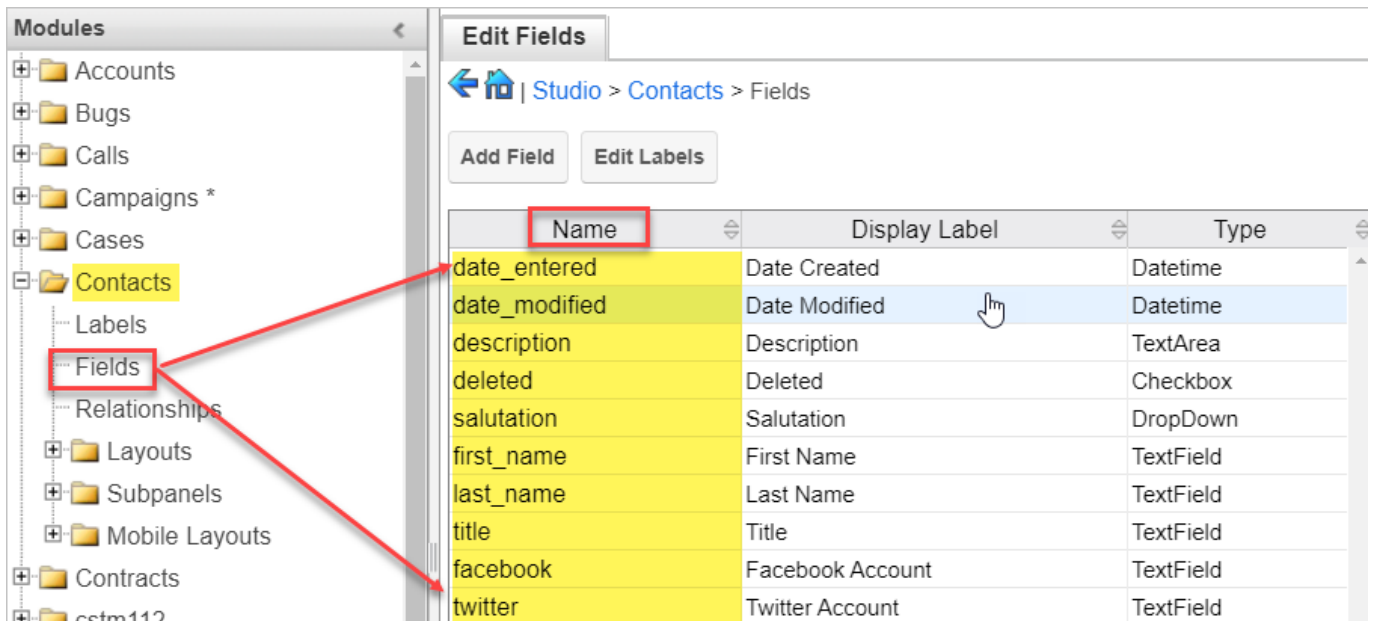 Modules
Accounts
Bugs
Calls
Campaigns *
Cases
Contacts
Labels
Fields
Relationships
Layouts
Subpanels
Mobile Layouts
Contracts
cstm112
Edit Fields
| Studio > Contacts > Fields
Add Field Edit Labels
Name Display Label Type
date_entered Date Created Datetime
date_modified Date Modified Datetime
description Description TextArea
deleted Deleted Checkbox
salutation Salutation DropDown
first_name First Name TextField
last_name Last Name TextField
title Title TextField
facebook Facebook Account TextField
twitter Twitter Account TextField